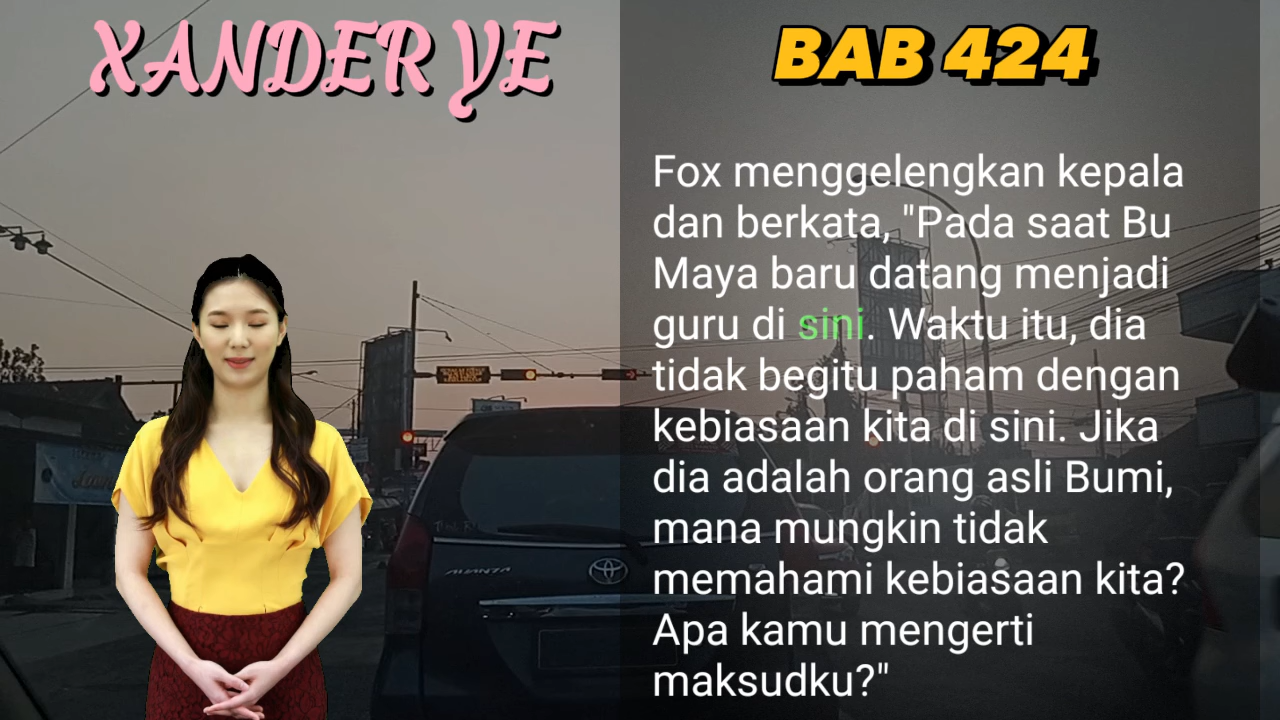 XANDER YE
BAB 424
Fox menggelengkan kepala
dan berkata, "Pada saat Bu
Maya baru datang menjadi
guru di sini. Waktu itu, dia
tidak begitu paham dengan
kebiasaan kita di sini. Jika
dia adalah orang asli Bumi,
mana mungkin tidak
memahami kebiasaan kita?
Apa kamu mengerti
maksudku?"
AVANZA